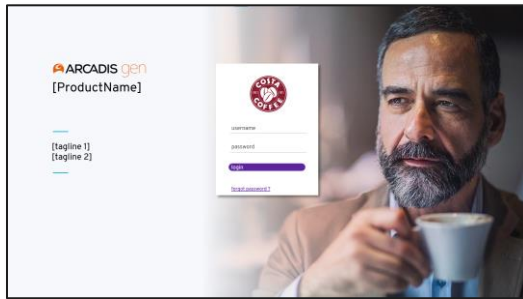 ARCADIS gen
[ProductName]
[tagline 1]
[tagline 2]
COSTA
COFFEE
username
password
login
forgot password ?